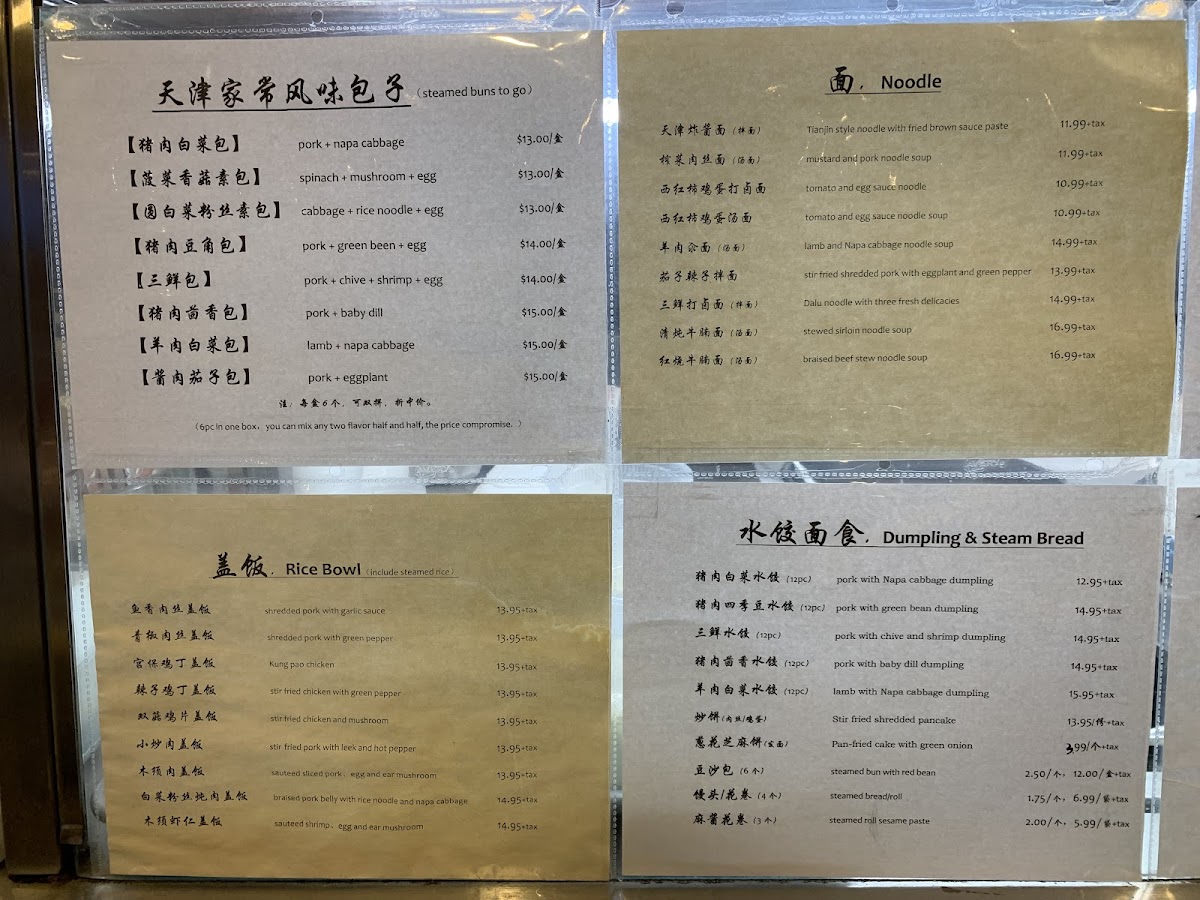 天津家常风味包子 (steamed buns to go)
【猪肉白菜包】 pork + napa cabbage $13.00/盒
【菠菜香菇素包】 spinach + mushroom + egg $13.00/盒
【圆白菜粉丝素包】 cabbage + rice noodle + egg $13.00/盒
【猪肉豆角包】 pork + green been + egg $14.00/盒
【三鲜包】 pork + chive + shrimp + egg $14.00/盒
【猪肉茴香包】 pork + baby dill $15.00/盒
【羊肉白菜包】 lamb + napa cabbage $15.00/盒
【酱肉茄子包】 pork + eggplant $15.00/盒
注：每盒6个，可双拼，折中价。
（6pc in one box，you can mix any two flavor half and half, the price compromise. ）
面． Noodle
天津炸酱面（拌面） Tianjin style noodle with fried brown sauce paste 11.99+tax
榨菜肉丝面（汤面） mustard and pork noodle soup 11.99+tax
西红柿鸡蛋打卤面 tomato and egg sauce noodle 10.99+tax
西红柿鸡蛋汤面 tomato and egg sauce noodle soup 10.99+tax
羊肉汆面（汤面） lamb and Napa cabbage noodle soup 14.99+tax
茄子辣子拌面 stir fried shredded pork with eggplant and green pepper 13.99+tax
三鲜打卤面（拌面） Dalu noodle with three fresh delicacies 14.99+tax
清炖牛腩面（汤面） stewed sirloin noodle soup 16.99+tax
红烧牛腩面（汤面） braised beef stew noodle soup 16.99+tax
盖饭． Rice Bowl (include steamed rice)
鱼香肉丝盖饭 shredded pork with garlic sauce 13.95+tax
青椒肉丝盖饭 shredded pork with green pepper 13.95+tax
宫保鸡丁盖饭 Kung pao chicken 13.95+tax
辣子鸡丁盖饭 stir fried chicken with green pepper 13.95+tax
双菇鸡片盖饭 stir fried chicken and mushroom 13.95+tax
小炒肉盖饭 stir fried pork with leek and hot pepper 13.95+tax
木须肉盖饭 sauteed sliced pork、egg and ear mushroom 13.95+tax
白菜粉丝炖肉盖饭 braised pork belly with rice noodle and napa cabbage 14.95+tax
木须虾仁盖饭 sauteed shrimp、egg and ear mushroom 14.95+tax
水饺面食． Dumpling & Steam Bread
猪肉白菜水饺 (12pc) pork with Napa cabbage dumpling 12.95+tax
猪肉四季豆水饺 (12pc) pork with green bean dumpling 14.95+tax
三鲜水饺 (12pc) pork with chive and shrimp dumpling 14.95+tax
猪肉茴香水饺 (12pc) pork with baby dill dumpling 14.95+tax
羊肉白菜水饺 (12pc) lamb with Napa cabbage dumpling 15.95+tax
炒饼(肉丝/鸡蛋) Stir fried shredded pancake 13.95/+tax
葱花芝麻饼(发面) Pan-fried cake with green onion 3.99/个+tax
豆沙包（6个） steamed bun with red bean 2.50/个，12.00/盒+tax
馒头/花卷（4个） steamed bread/roll 1.75/个，6.99/袋+tax
麻酱花卷（3个） steamed roll sesame paste 2.00/个，5.99/袋+tax